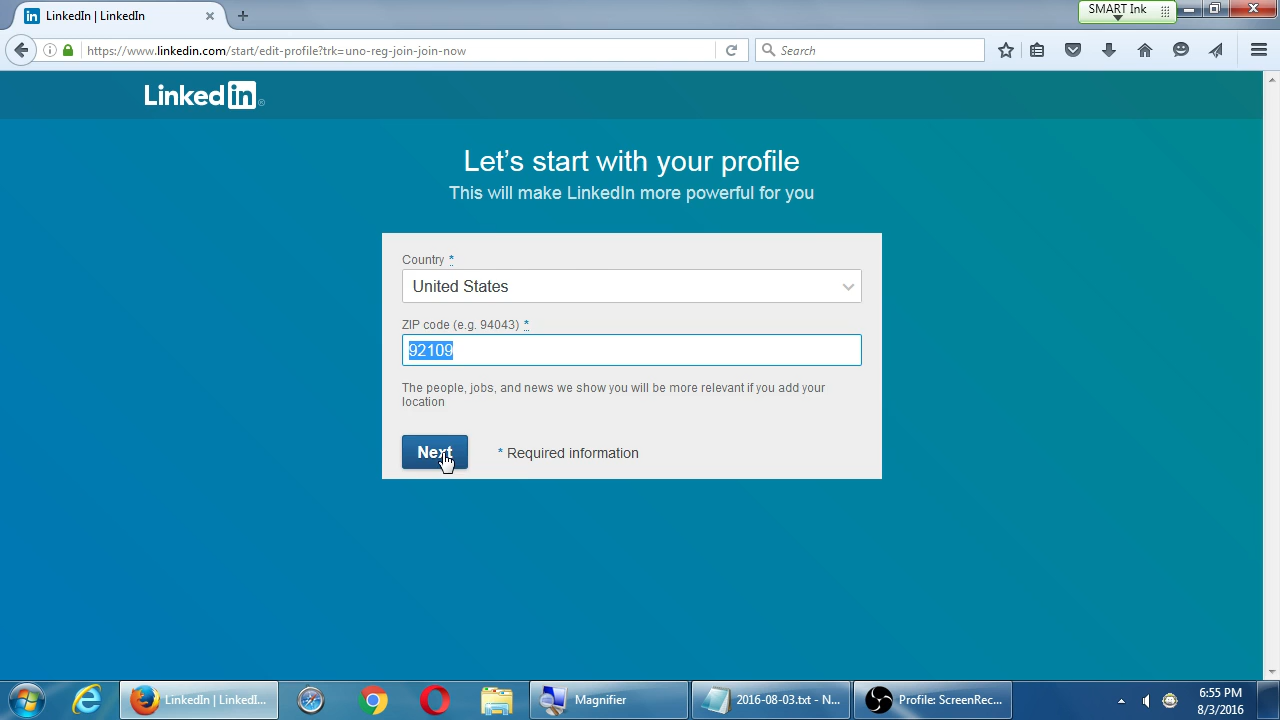 LinkedIn | LinkedIn
SMART Ink
https://www.linkedin.com/start/edit-profile?trk=uno-reg-join-join-now
Search
Linked in
Let's start with your profile
This will make LinkedIn more powerful for you
Country *
United States
ZIP code (e.g. 94043) *
92109
The people, jobs, and news we show you will be more relevant if you add your
location
Next
* Required information
LinkedIn | LinkedI...
Magnifier
2016-08-03.txt - N...
Profile: ScreenRec...
6:55 PM
8/3/2016